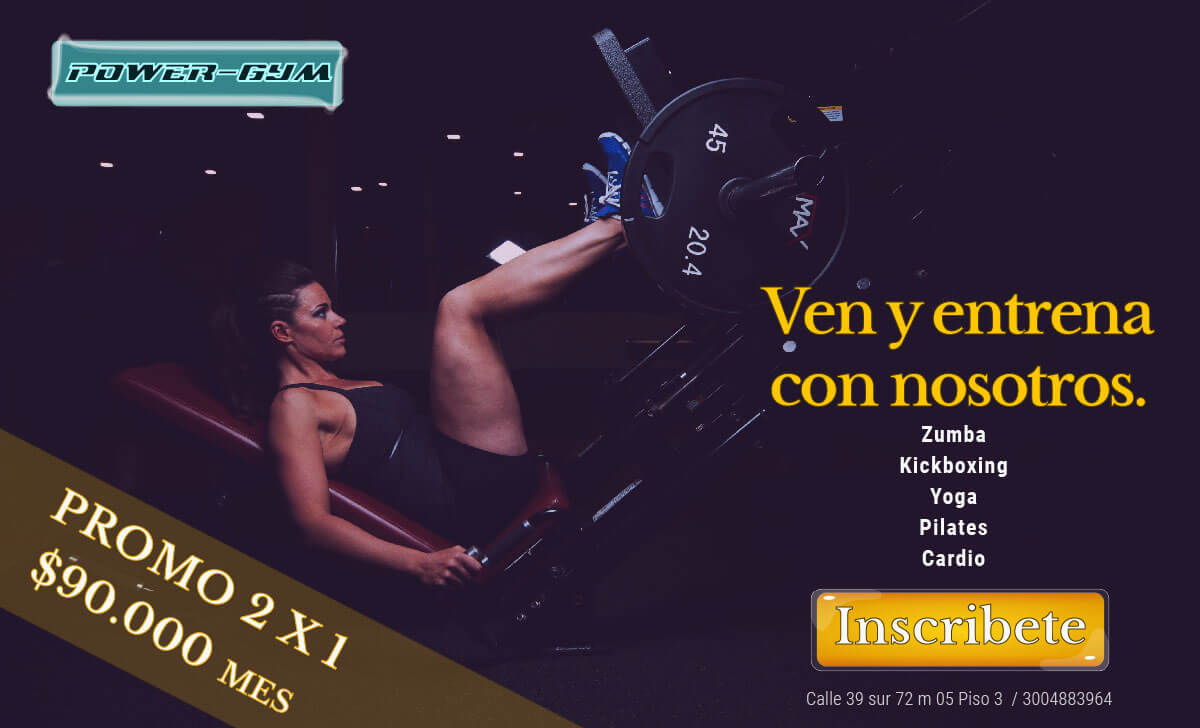 POWER-GYM
45
20.4
Ven y entrena
con nosotros.
Zumba
Kickboxing
Yoga
Pilates
Cardio
PROMO 2 X 1
$90.000 MES
Inscribete
Calle 39 sur 72 m 05 Piso 3 / 3004883964